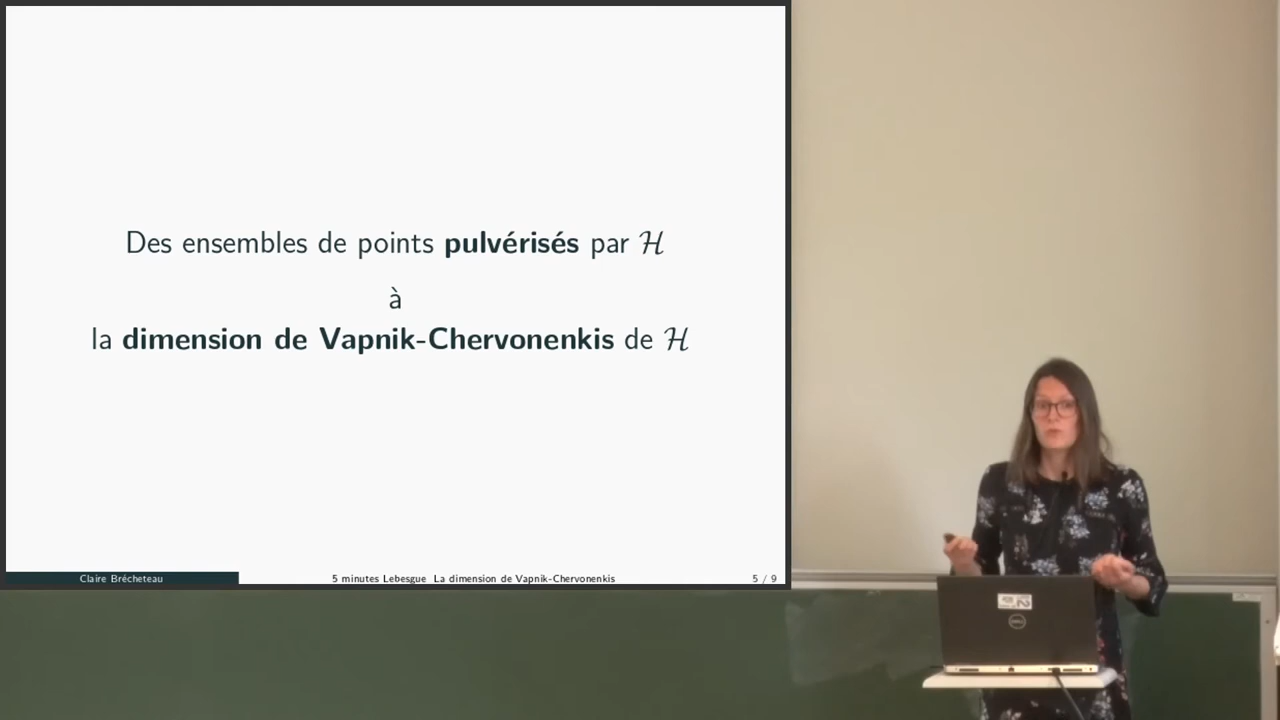 Des ensembles de points pulvérisés par ℋ
à
la dimension de Vapnik-Chervonenkis de ℋ
Claire Brécheteau
5 minutes Lebesgue La dimension de Vapnik-Chervonenkis
5 / 9
DELL